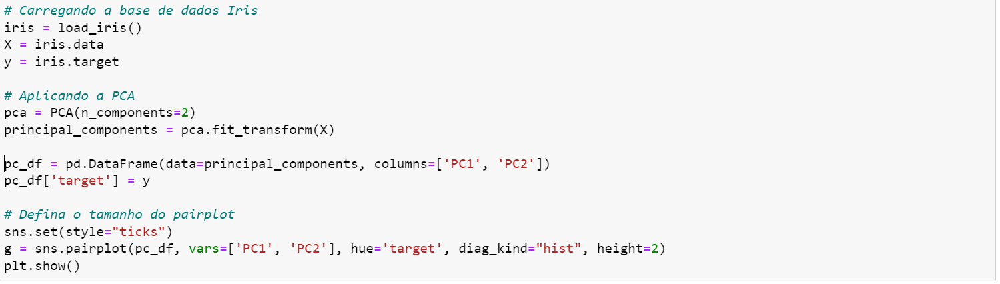 # Carregando a base de dados Iris
iris = load_iris()
X = iris.data
y = iris.target
# Aplicando a PCA
pca = PCA(n_components=2)
principal_components = pca.fit_transform(X)
pc_df = pd.DataFrame(data=principal_components, columns=['PC1', 'PC2'])
pc_df['target'] = y
# Defina o tamanho do pairplot
sns.set(style="ticks")
g = sns.pairplot(pc_df, vars=['PC1', 'PC2'], hue='target', diag_kind="hist", height=2)
plt.show()